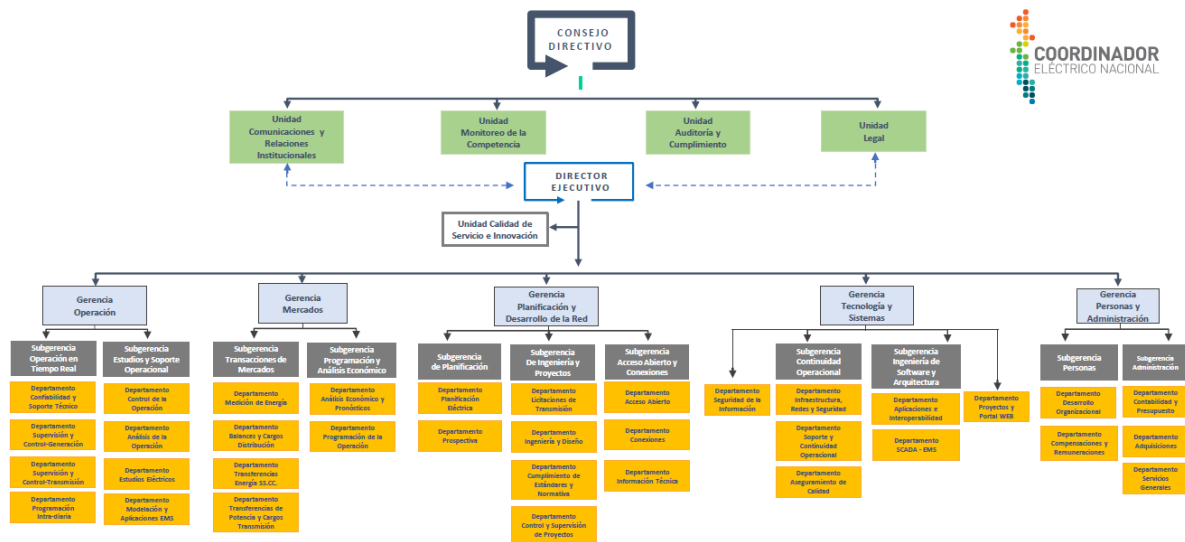 CONSEJO
DIRECTIVO
COORDINADOR
ELÉCTRICO NACIONAL
Unidad
Comunicaciones y
Relaciones
Institucionales
Unidad
Monitoreo de la
Competencia
Unidad
Auditoría y
Cumplimiento
Unidad
Legal
DIRECTOR
EJECUTIVO
Unidad Calidad de
Servicio e Innovación
Gerencia
Operación
Gerencia
Mercados
Gerencia
Planificación y
Desarrollo de la Red
Gerencia
Tecnología y
Sistemas
Gerencia
Personas y
Administración
Subgerencia
Operación en
Tiempo Real
Departamento
Confiabilidad y
Soporte Técnico
Departamento
Supervisión y
Control-Generación
Departamento
Supervisión y
Control-Transmisión
Departamento
Programación
Intra-diaria
Subgerencia
Estudios y Soporte
Operacional
Departamento
Control de la
Operación
Departamento
Análisis de la
Operación
Departamento
Estudios Eléctricos
Departamento
Modelación y
Aplicaciones EMS
Subgerencia
Transacciones de
Mercados
Departamento
Medición de Energía
Departamento
Balances y Cargos
Distribución
Departamento
Transferencias
Energía SS.CC.
Departamento
Transferencias de
Potencia y Cargos
Transmisión
Subgerencia
Programación y
Análisis Económico
Departamento
Análisis Económico y
Pronósticos
Departamento
Programación de la
Operación
Subgerencia
de Planificación
Departamento
Planificación
Eléctrica
Departamento
Prospectiva
Subgerencia
De Ingeniería y
Proyectos
Departamento
Licitaciones de
Transmisión
Departamento
Ingeniería y Diseño
Departamento
Cumplimiento de
Estándares y
Normativa
Departamento
Control y Supervisión
de Proyectos
Subgerencia
Acceso Abierto y
Conexiones
Departamento
Acceso Abierto
Departamento
Conexiones
Departamento
Información Técnica
Departamento
Seguridad de la
Información
Subgerencia
Continuidad
Operacional
Departamento
Infraestructura,
Redes y Seguridad
Departamento
Soporte y
Continuidad
Operacional
Departamento
Aseguramiento de
Calidad
Subgerencia
Ingeniería de
Software y
Arquitectura
Departamento
Aplicaciones e
Interoperabilidad
Departamento
SCADA - EMS
Departamento
Proyectos y
Portal WEB
Subgerencia
Personas
Departamento
Desarrollo
Organizacional
Departamento
Compensaciones y
Remuneraciones
Subgerencia
Administración
Departamento
Contabilidad y
Presupuesto
Departamento
Adquisiciones
Departamento
Servicios
Generales